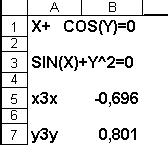 A B
1 X+ COS(Y)=0
2
3 SIN(X)+Y^2=0
4
5 x3x -0,696
6
7 y3y 0,801